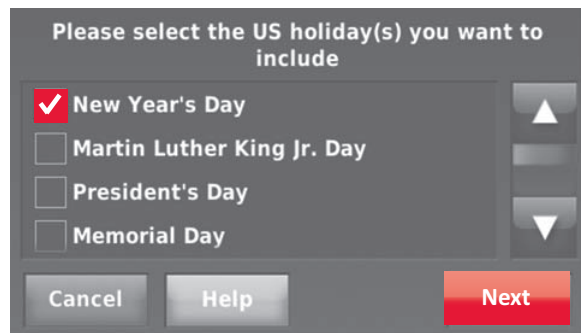 Please select the US holiday(s) you want to
include
New Year's Day
Martin Luther King Jr. Day
President's Day
Memorial Day
Cancel
Help
Next